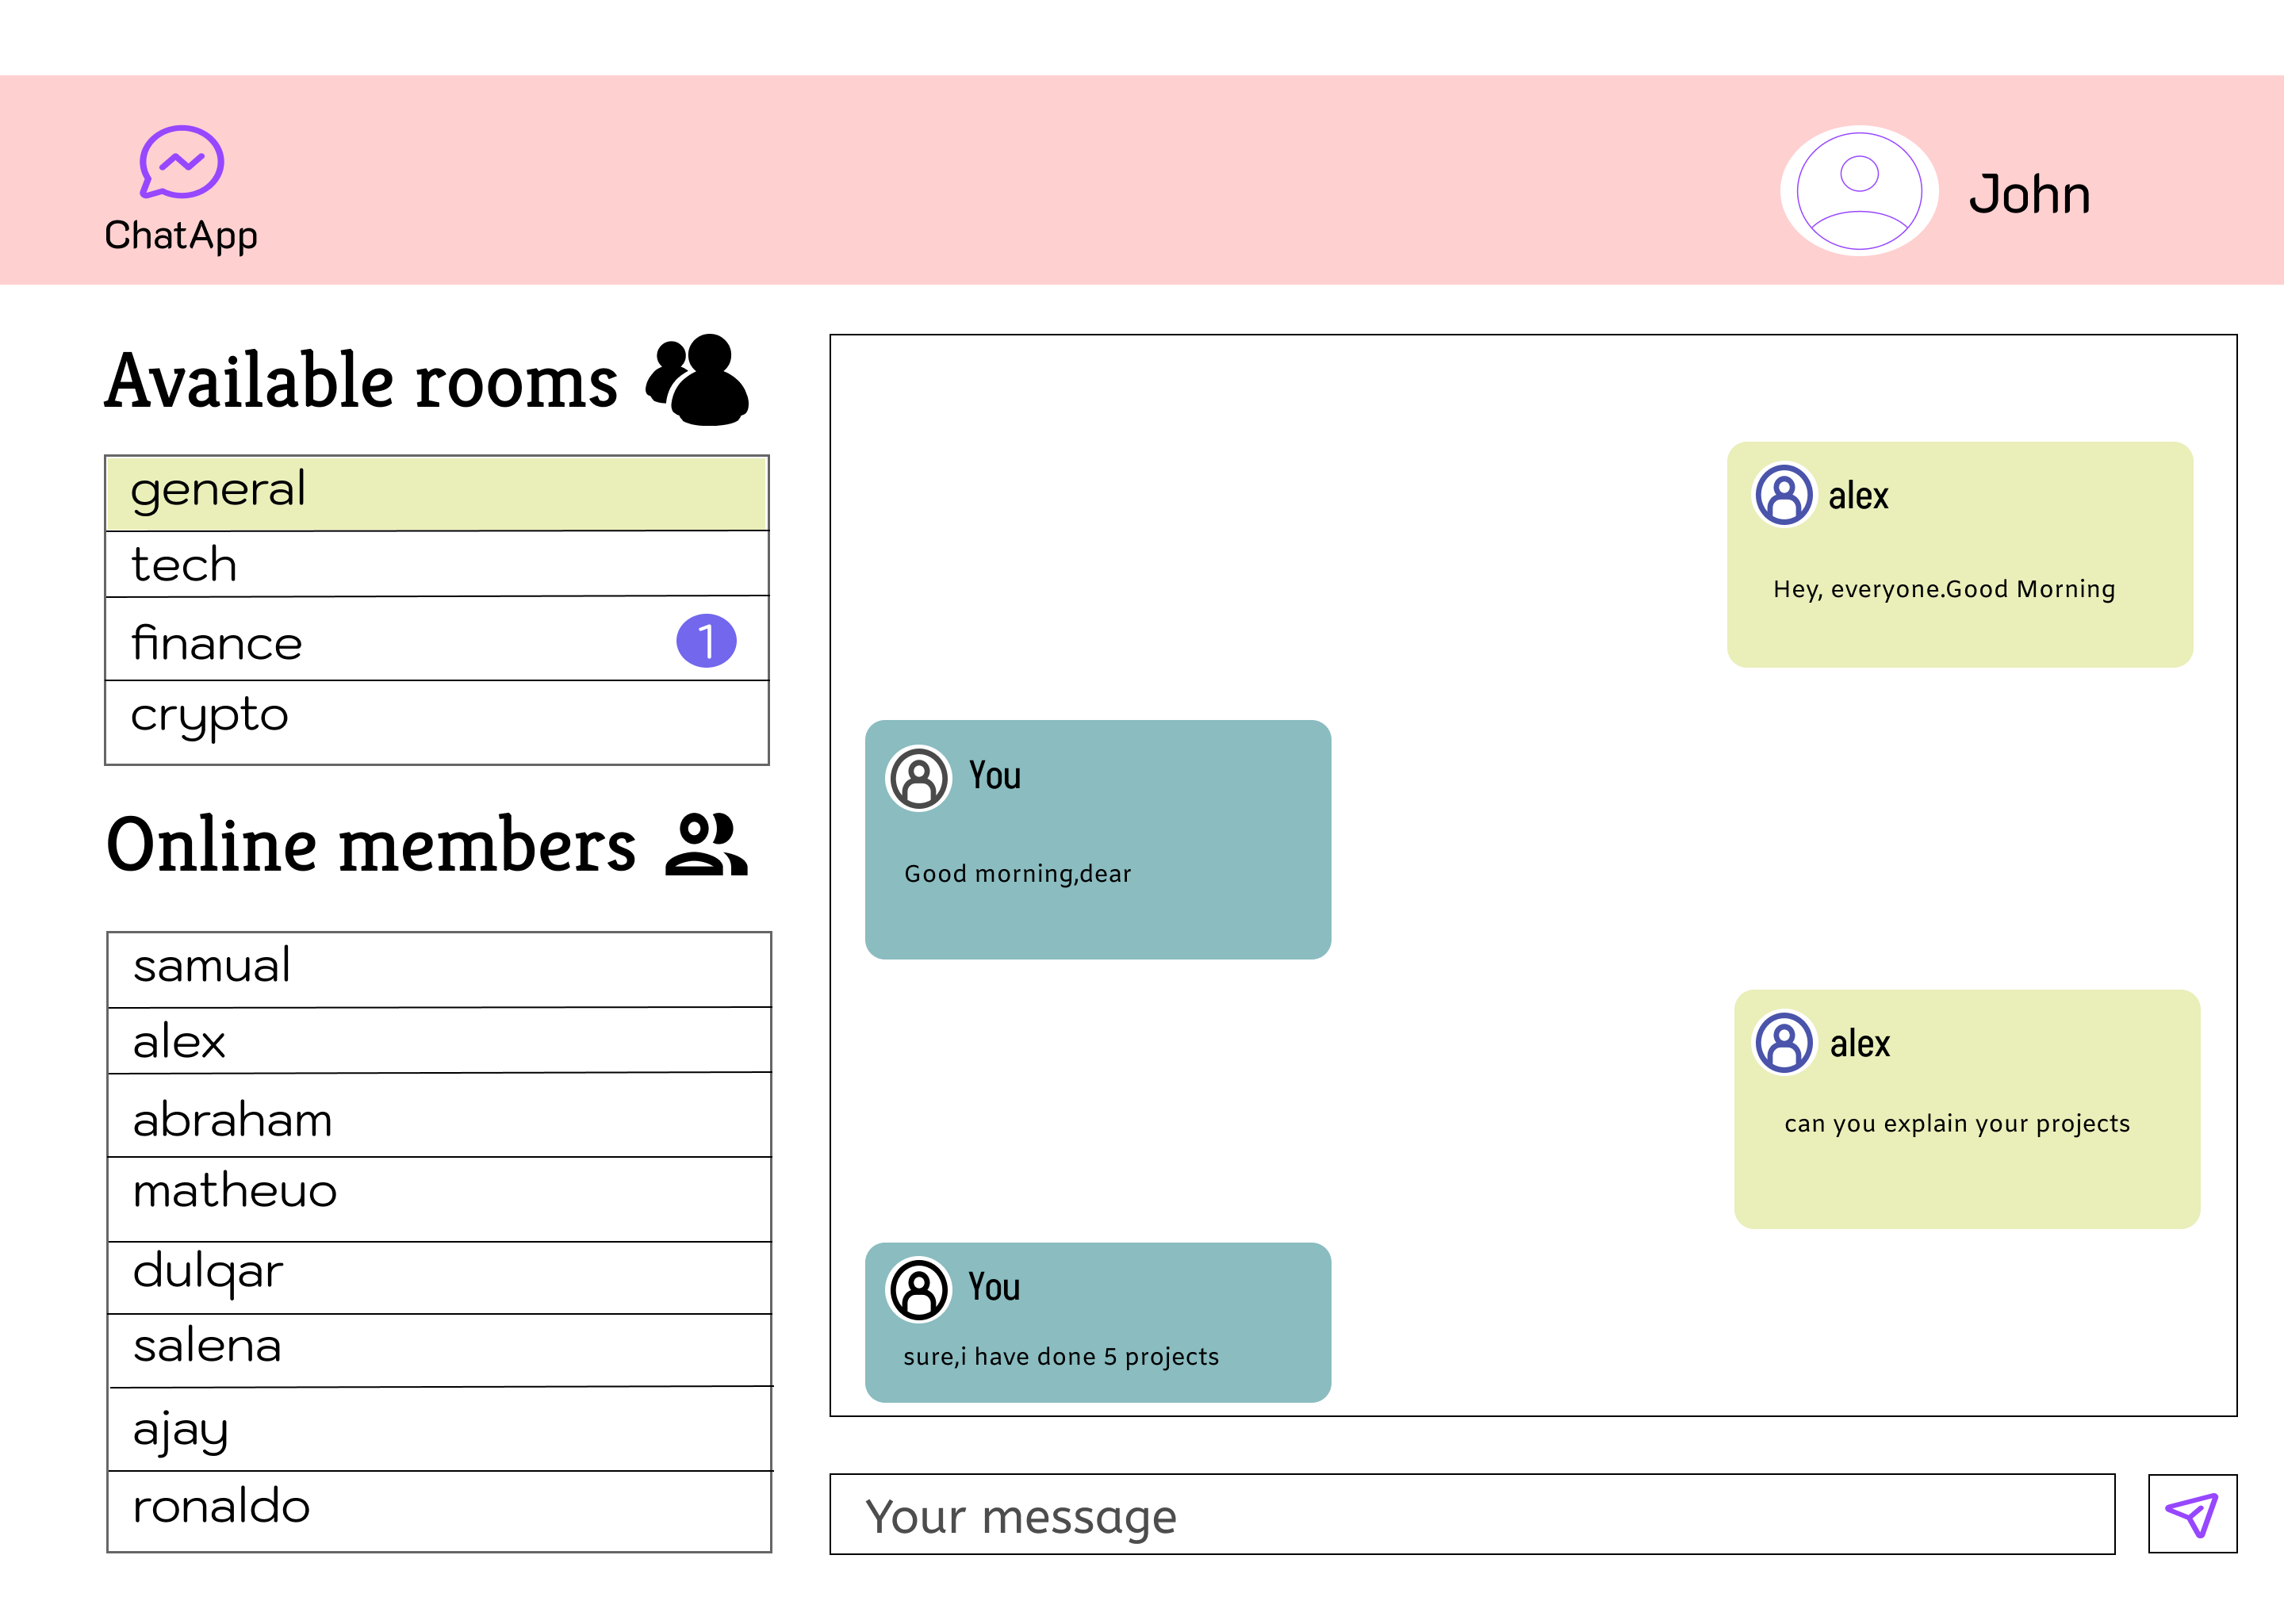 ChatApp
John
Available rooms
general
tech
finance
1
crypto
Online members
samual
alex
abraham
matheuo
dulqar
salena
ajay
ronaldo
alex
Hey, everyone.Good Morning
You
Good morning,dear
alex
can you explain your projects
You
sure,i have done 5 projects
Your message